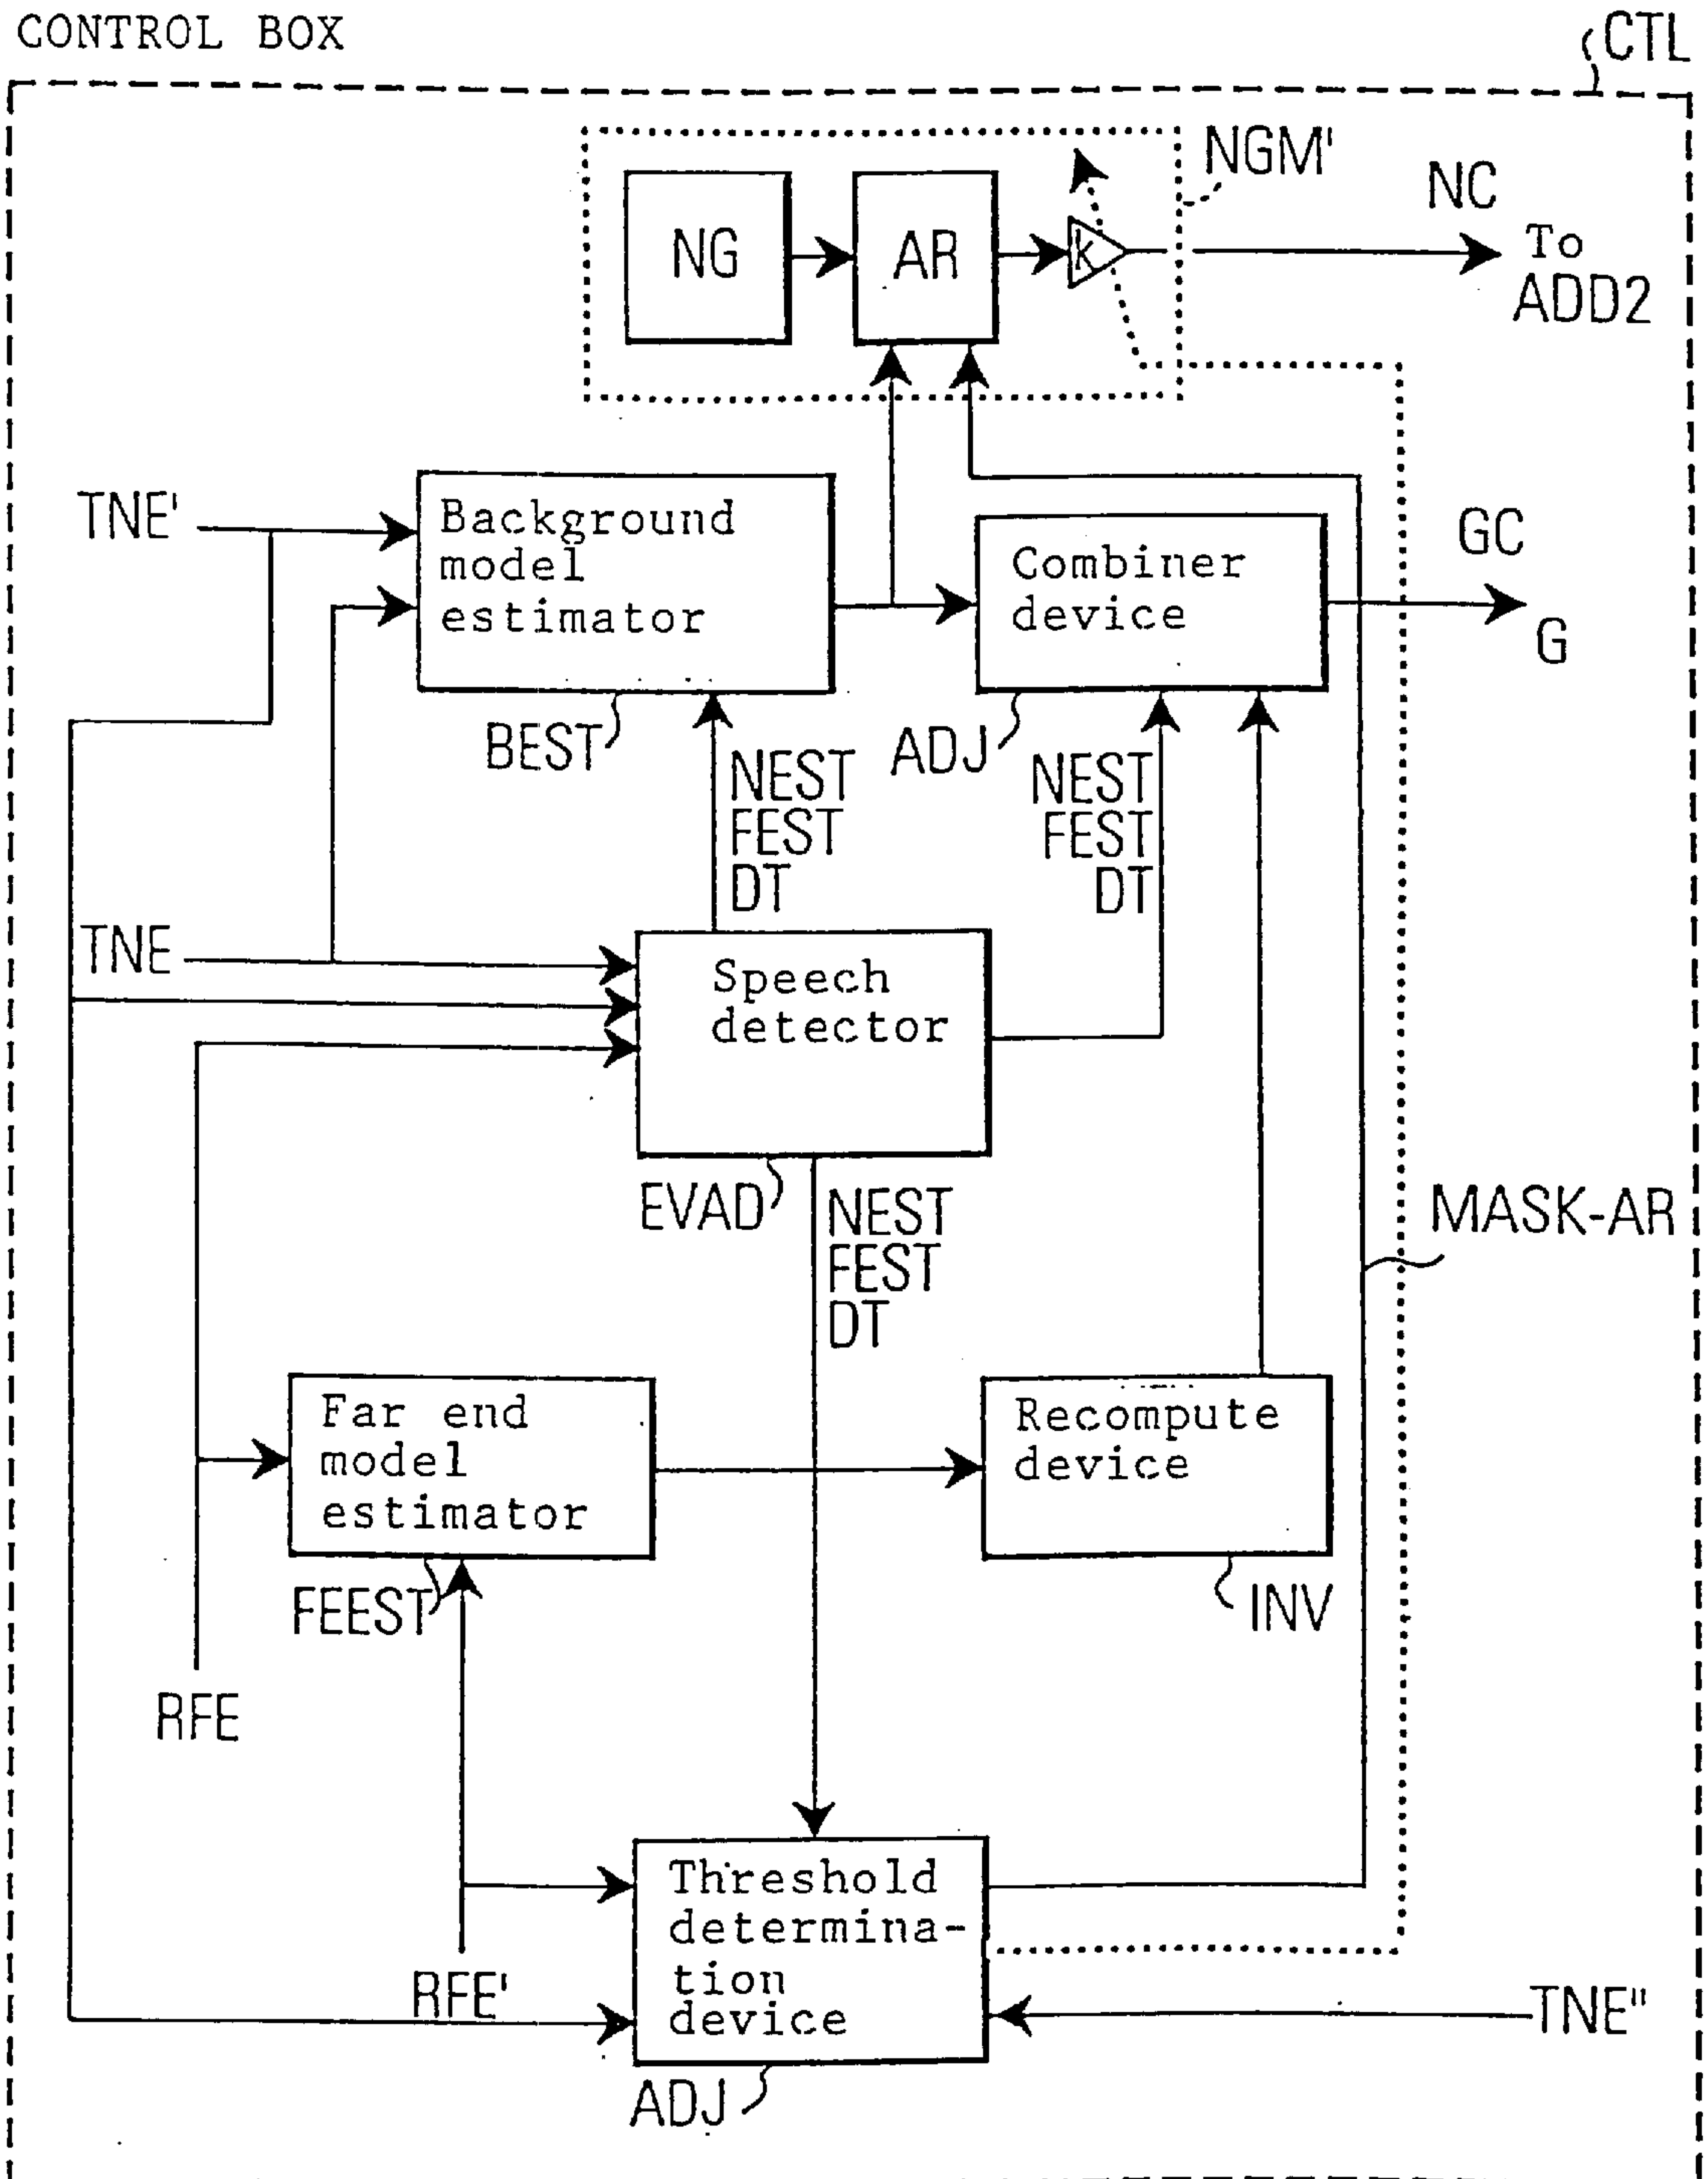 CONTROL BOX
CTL
NGM'
NG
AR
k
NC
To
ADD2
TNE'
Background
model
estimator
Combiner
device
GC
G
BEST
ADJ
NEST
FEST
DT
NEST
FEST
DT
TNE
Speech
detector
EVAD
NEST
FEST
DT
MASK-AR
Far end
model
estimator
Recompute
device
FEEST
INV
RFE
Threshold
determina-
tion
device
RFE'
TNE"
ADJ